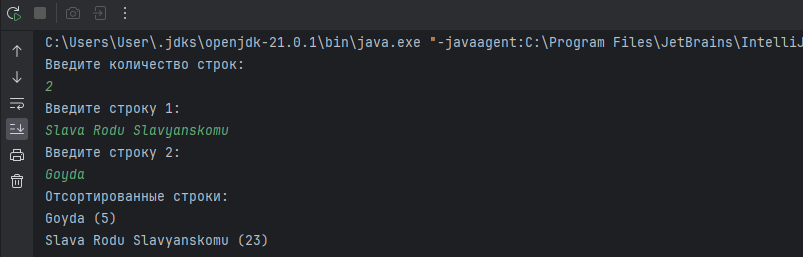 C:\Users\User\.jdks\openjdk-21.0.1\bin\java.exe "-javaagent:C:\Program Files\JetBrains\IntelliJ
Введите количество строк:
2
Введите строку 1:
Slava Rodu Slavyanskomu
Введите строку 2:
Goyda
Отсортированные строки:
Goyda (5)
Slava Rodu Slavyanskomu (23)